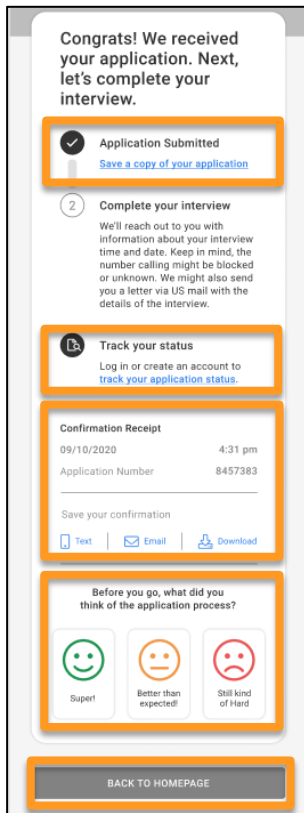 Congrats! We received
your application. Next,
let's complete your
interview.
Application Submitted
Save a copy of your application
2 Complete your interview
We'll reach out to you with
information about your interview
time and date. Keep in mind, the
number calling might be blocked
or unknown. We might also send
you a letter via US mail with the
details of the interview.
Track your status
Log in or create an account to
track your application status.
Confirmation Receipt
09/10/2020 4:31 pm
Application Number 8457383
Save your confirmation
Text Email Download
Before you go, what did you
think of the application process?
Super! Better than Still kind
expected! of Hard
BACK TO HOMEPAGE